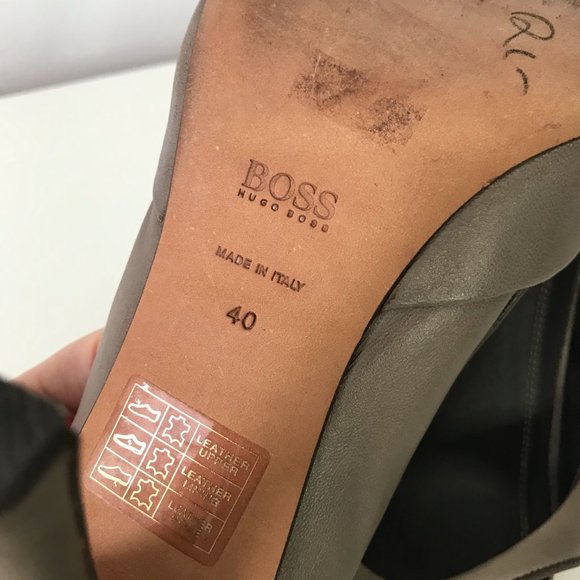 BOSS
HUGO BOSS
MADE IN ITALY
40
LEATHER
UPPER
LEATHER
LINING
LEATHER